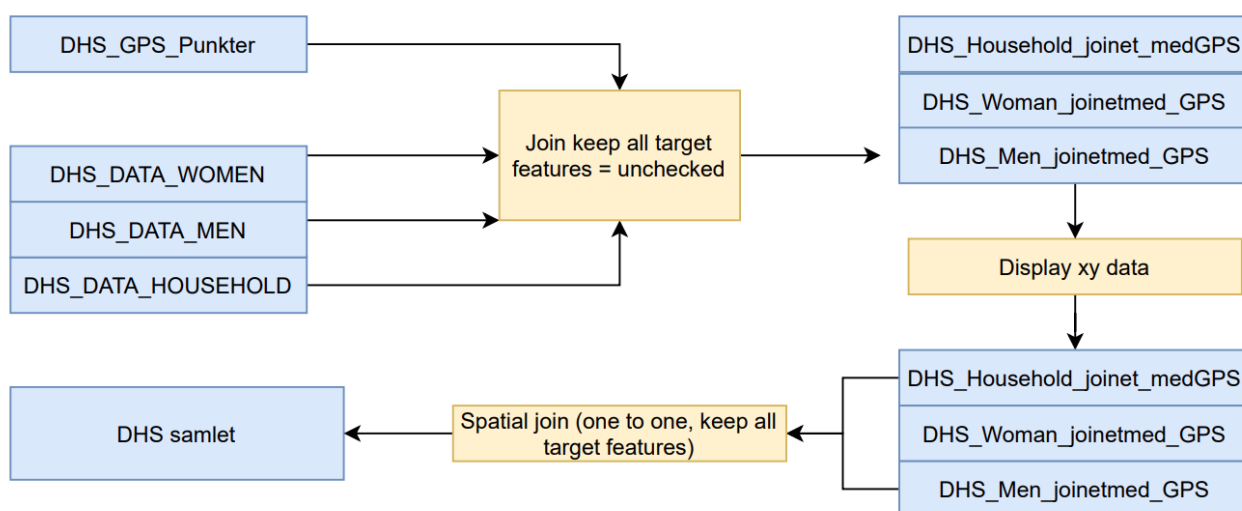 DHS_GPS_Punkter
DHS_DATA_WOMEN
DHS_DATA_MEN
DHS_DATA_HOUSEHOLD
Join keep all target
features = unchecked
DHS_Household_joinet_medGPS
DHS_Woman_joinetmed_GPS
DHS_Men_joinetmed_GPS
Display xy data
DHS_Household_joinet_medGPS
DHS_Woman_joinetmed_GPS
DHS_Men_joinetmed_GPS
Spatial join (one to one, keep all
target features)
DHS samlet